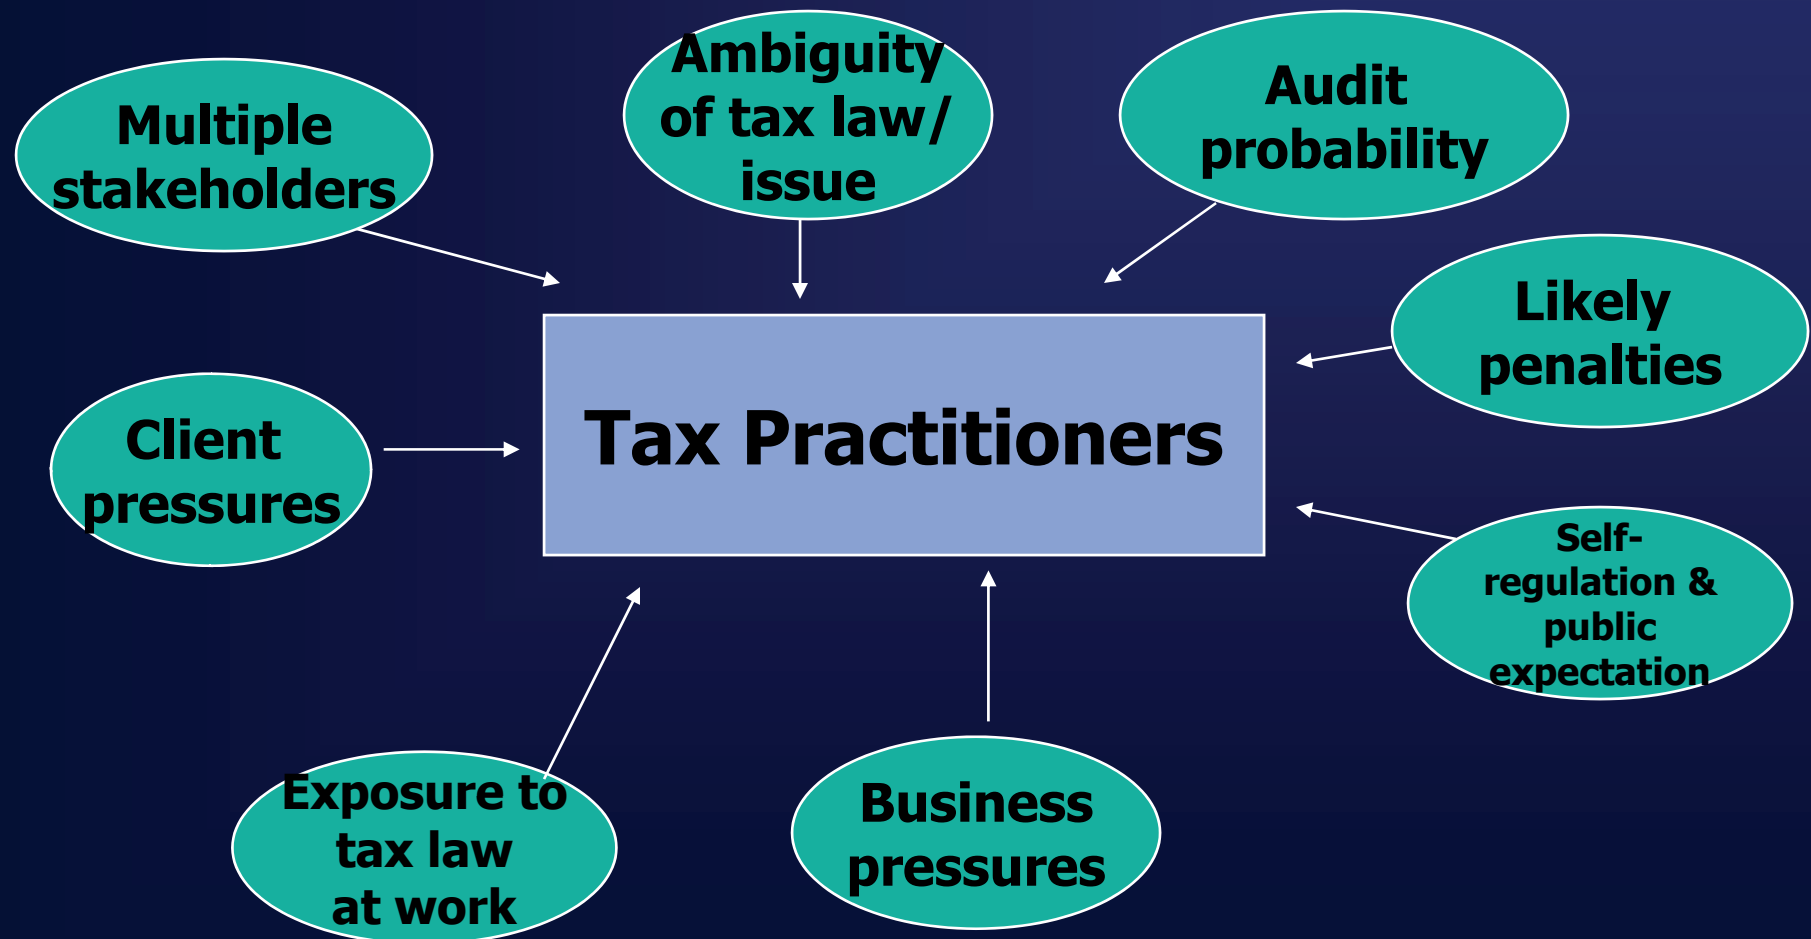 Multiple
stakeholders
Ambiguity
of tax law/
issue
Audit
probability
Likely
penalties
Client
pressures
Tax Practitioners
Self-
regulation &
public
expectation
Exposure to
tax law
at work
Business
pressures